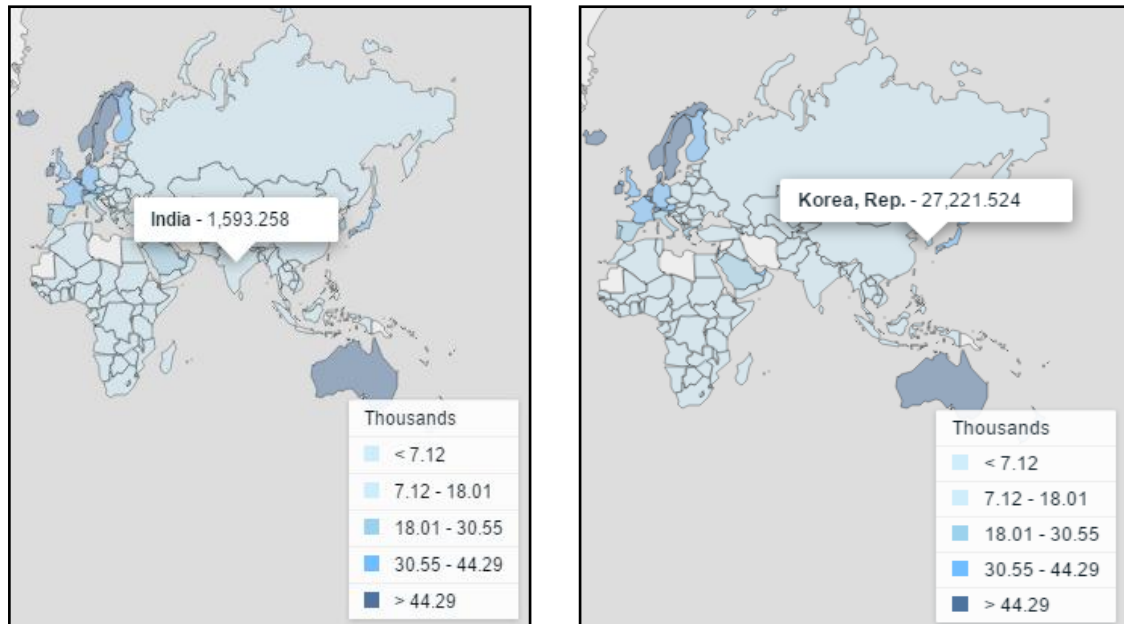 India - 1,593.258
Thousands
< 7.12
7.12 - 18.01
18.01 - 30.55
30.55 - 44.29
> 44.29
Korea, Rep. - 27,221.524
Thousands
< 7.12
7.12 - 18.01
18.01 - 30.55
30.55 - 44.29
> 44.29